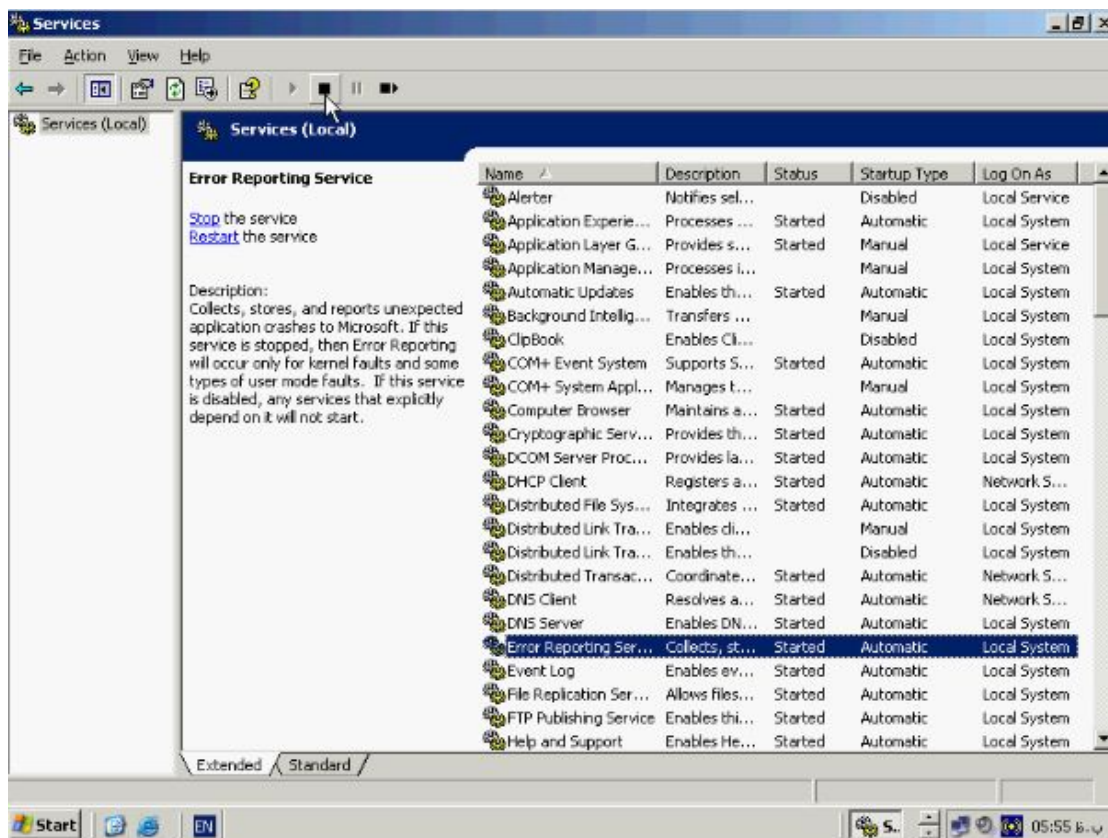 Services
File Action View Help
Services (Local)
Services (Local)
Error Reporting Service
Stop the service
Restart the service
Description:
Collects, stores, and reports unexpected
application crashes to Microsoft. If this
service is stopped, then Error Reporting
will occur only for kernel faults and some
types of user mode faults. If this service
is disabled, any services that explicitly
depend on it will not start.
Name Description Status Startup Type Log On As
Alerter Notifies sel... Disabled Local Service
Application Experie... Processes ... Started Automatic Local System
Application Layer G... Provides s... Started Manual Local Service
Application Manage... Processes i... Manual Local System
Automatic Updates Enables th... Started Automatic Local System
Background Intellig... Transfers ... Manual Local System
ClipBook Enables Cli... Disabled Local System
COM+ Event System Supports S... Started Automatic Local System
COM+ System Appl... Manages t... Manual Local System
Computer Browser Maintains a... Started Automatic Local System
Cryptographic Serv... Provides th... Started Automatic Local System
DCOM Server Proc... Provides la... Started Automatic Local System
DHCP Client Registers a... Started Automatic Network S...
Distributed File Sys... Integrates ... Started Automatic Local System
Distributed Link Tra... Enables cli... Manual Local System
Distributed Link Tra... Enables th... Disabled Local System
Distributed Transac... Coordinate... Started Automatic Network S...
DNS Client Resolves a... Started Automatic Network S...
DNS Server Enables DN... Started Automatic Local System
Error Reporting Ser... Collects, st... Started Automatic Local System
Event Log Enables ev... Started Automatic Local System
File Replication Ser... Allows files... Started Automatic Local System
FTP Publishing Service Enables thi... Started Automatic Local System
Help and Support Enables He... Started Automatic Local System
Extended Standard
Start EN S.. 05:55 ب.ظ